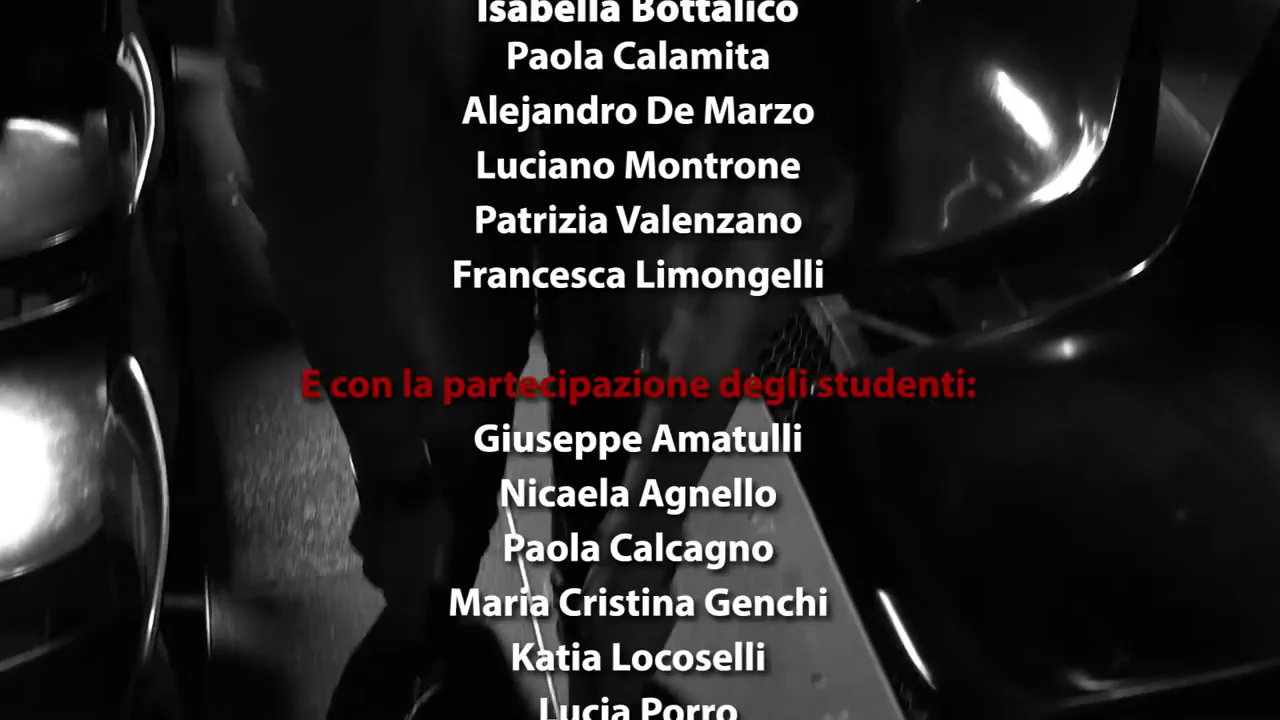 Isabella Bottalico
Paola Calamita
Alejandro De Marzo
Luciano Montrone
Patrizia Valenzano
Francesca Limongelli
E con la partecipazione degli studenti:
Giuseppe Amatulli
Nicaela Agnello
Paola Calcagno
Maria Cristina Genchi
Katia Locoselli
Lucia Porro